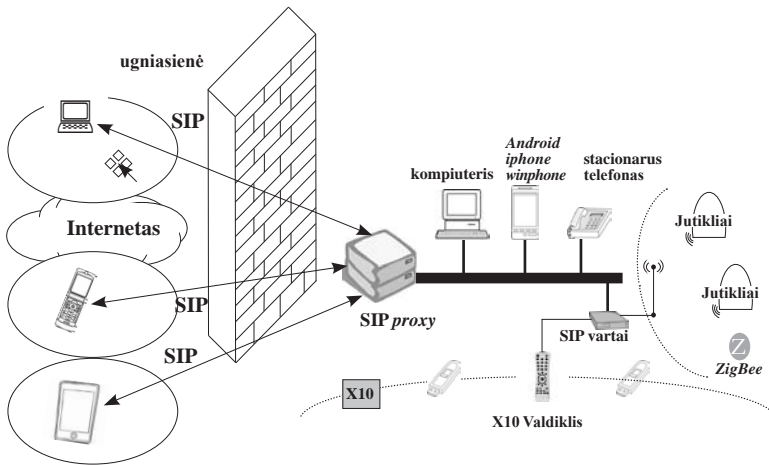 ugniasienė
SIP
Internetas
SIP
SIP
kompiuteris
Android
iphone
winphone
stacionarus
telefonas
SIP proxy
SIP vartai
Jutikliai
Jutikliai
Z
ZigBee
X10
X10 Valdiklis